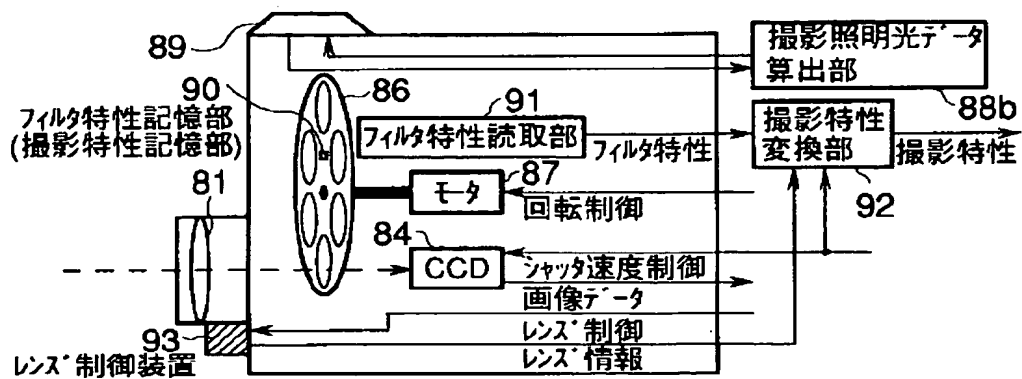 89
撮影照明光データ
算出部
88b
90
86
91
フィルタ特性記憶部
(撮影特性記憶部)
フィルタ特性読取部
フィルタ特性
撮影特性
変換部
撮影特性
92
81
モータ
87
回転制御
84
CCD
シャッタ速度制御
画像データ
93
レンズ制御
レンズ制御装置
レンズ情報